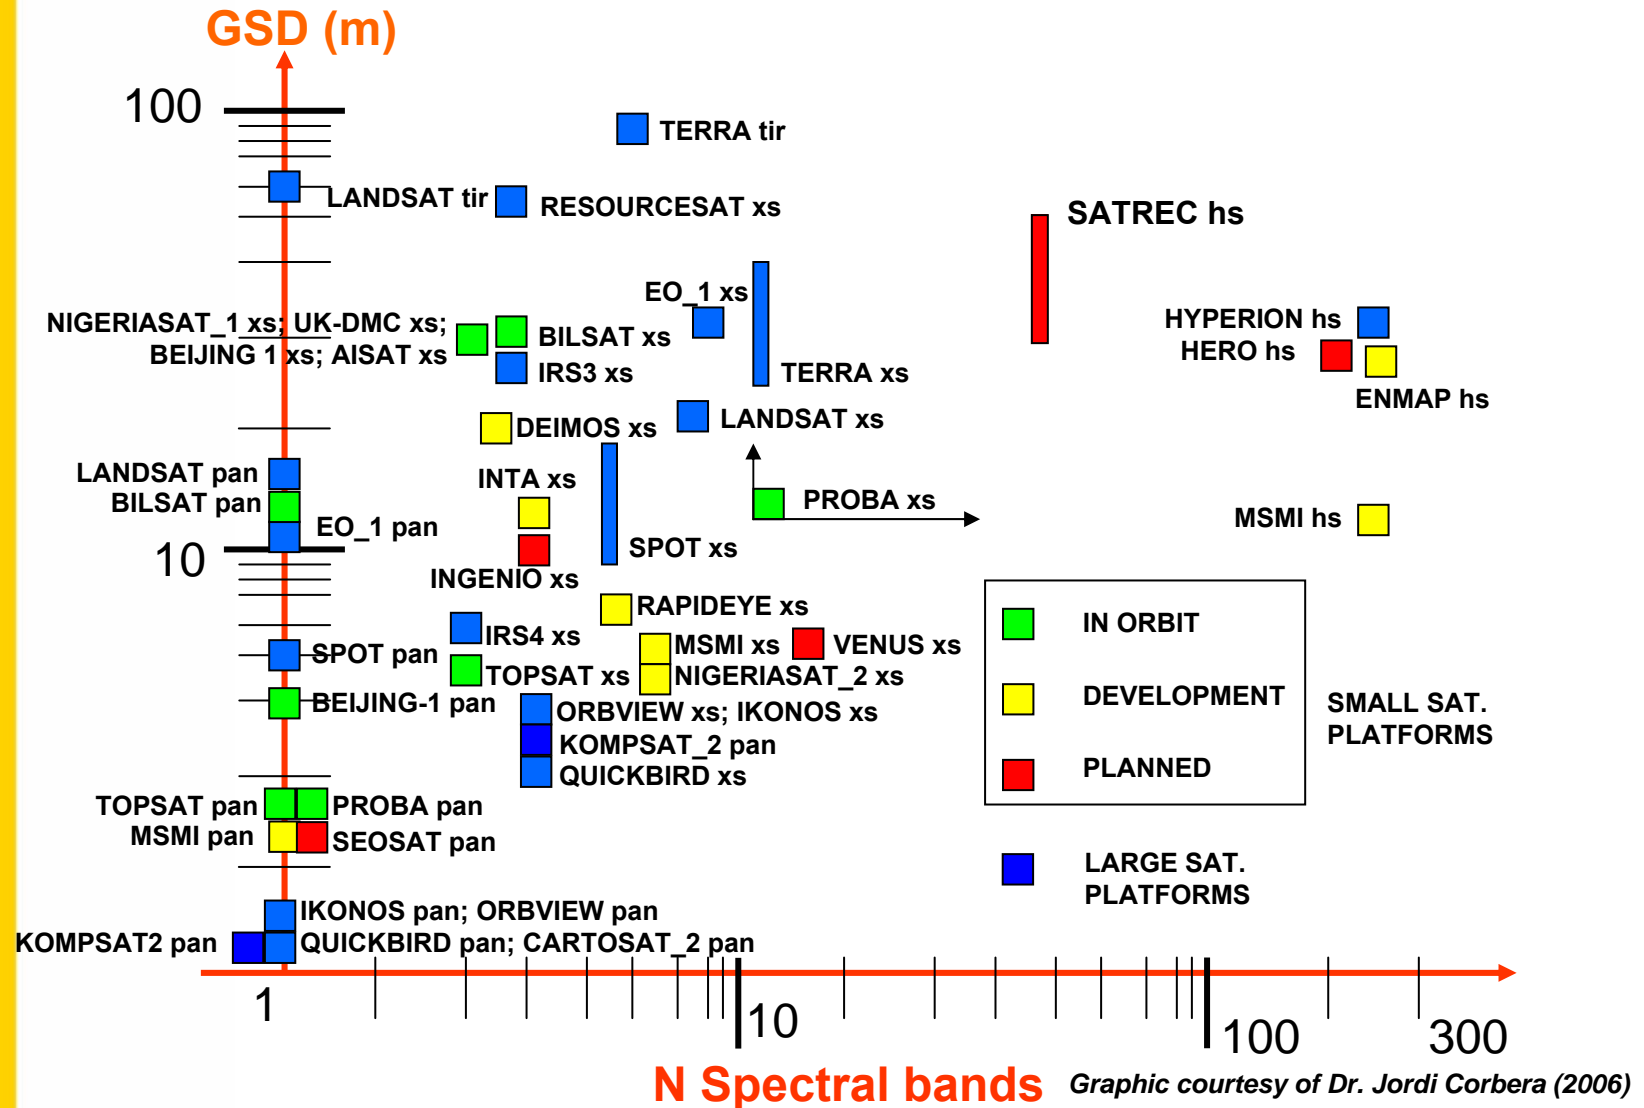 GSD (m)
100
TERRA tir
LANDSAT tir
RESOURCESAT xs
SATREC hs
EO_1 xs
NIGERIASAT_1 xs; UK-DMC xs;
BEIJING 1 xs; AISAT xs
BILSAT xs
IRS3 xs
TERRA xs
HYPERION hs
HERO hs
ENMAP hs
DEIMOS xs
LANDSAT xs
LANDSAT pan
BILSAT pan
EO_1 pan
INTA xs
PROBA xs
MSMI hs
10
SPOT xs
INGENIO xs
RAPIDEYE xs
IRS4 xs
MSMI xs
VENUS xs
SPOT pan
TOPSAT xs
NIGERIASAT_2 xs
BEIJING-1 pan
ORBVIEW xs; IKONOS xs
KOMPSAT_2 pan
QUICKBIRD xs
IN ORBIT
DEVELOPMENT
PLANNED
SMALL SAT.
PLATFORMS
TOPSAT pan
PROBA pan
MSMI pan
SEOSAT pan
LARGE SAT.
PLATFORMS
IKONOS pan; ORBVIEW pan
KOMPSAT2 pan
QUICKBIRD pan; CARTOSAT_2 pan
1
10
100
300
N Spectral bands
Graphic courtesy of Dr. Jordi Corbera (2006)